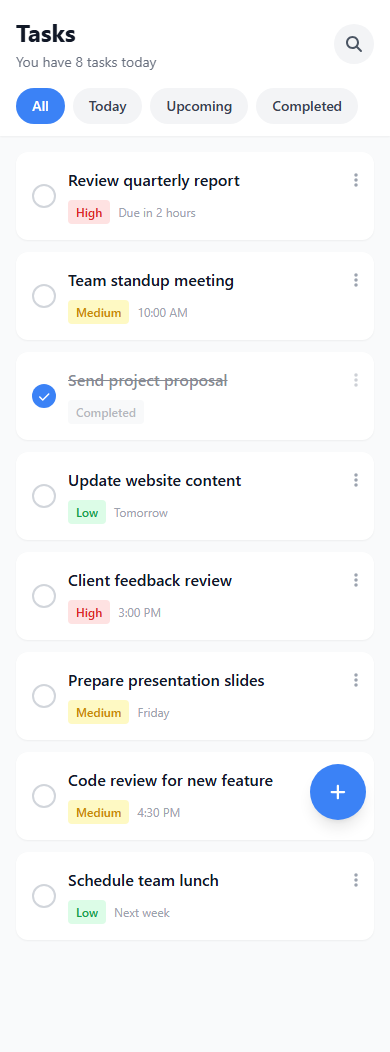 Tasks
You have 8 tasks today
All Today Upcoming Completed
Review quarterly report
High Due in 2 hours
Team standup meeting
Medium 10:00 AM
Send project proposal
Completed
Update website content
Low Tomorrow
Client feedback review
High 3:00 PM
Prepare presentation slides
Medium Friday
Code review for new feature
Medium 4:30 PM
Schedule team lunch
Low Next week